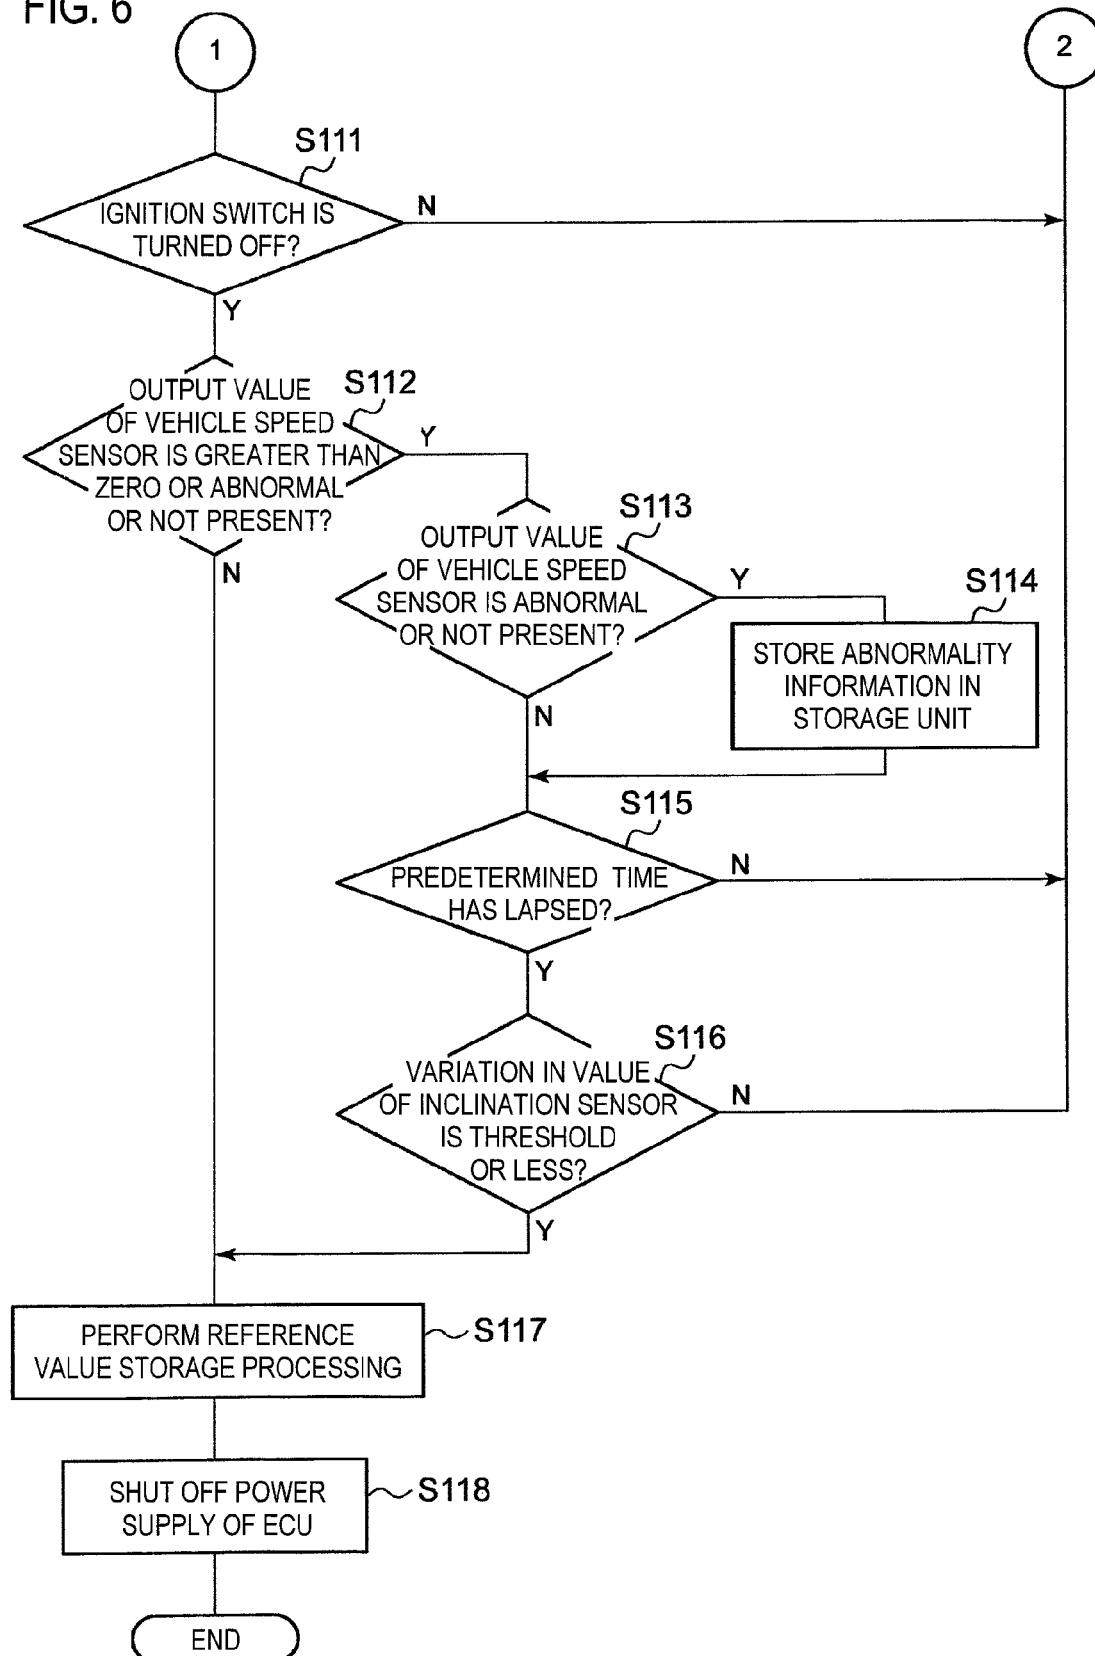 FIG. 6
1
2
S111
IGNITION SWITCH IS
TURNED OFF?
N
Y
S112
OUTPUT VALUE
OF VEHICLE SPEED
SENSOR IS GREATER THAN
ZERO OR ABNORMAL
OR NOT PRESENT?
Y
N
S113
OUTPUT VALUE
OF VEHICLE SPEED
SENSOR IS ABNORMAL
OR NOT PRESENT?
Y
N
S114
STORE ABNORMALITY
INFORMATION IN
STORAGE UNIT
S115
PREDETERMINED TIME
HAS LAPSED?
N
Y
S116
VARIATION IN VALUE
OF INCLINATION SENSOR
IS THRESHOLD
OR LESS?
N
Y
PERFORM REFERENCE
VALUE STORAGE PROCESSING
S117
SHUT OFF POWER
SUPPLY OF ECU
S118
END